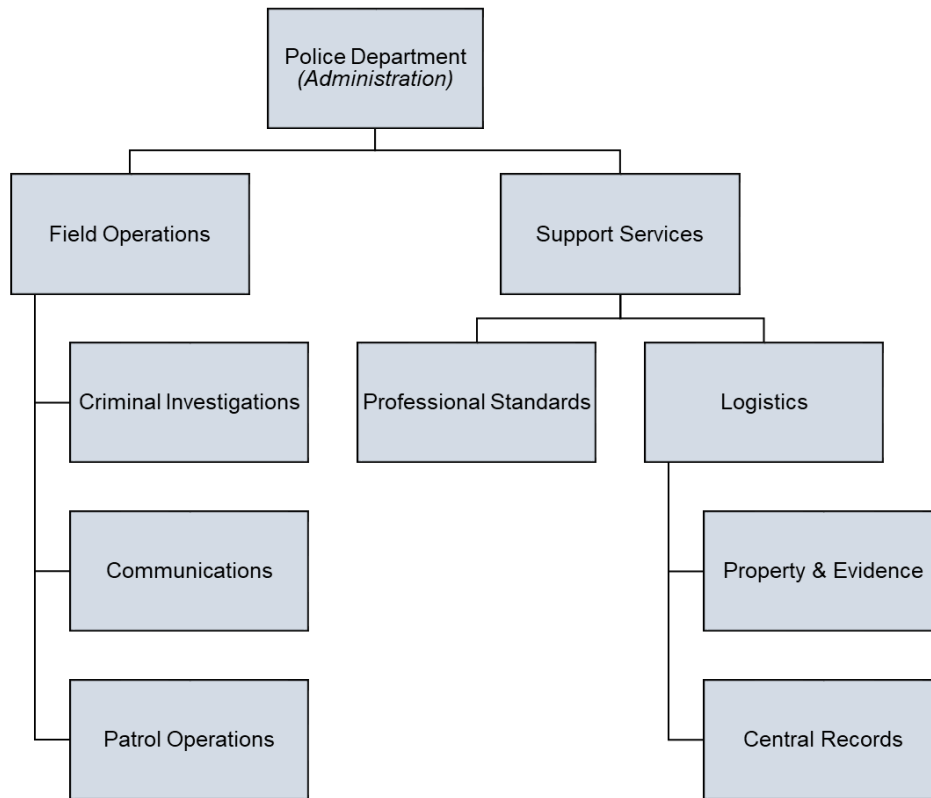 Police Department
(Administration)
Field Operations
Support Services
Criminal Investigations
Professional Standards
Logistics
Communications
Property & Evidence
Patrol Operations
Central Records